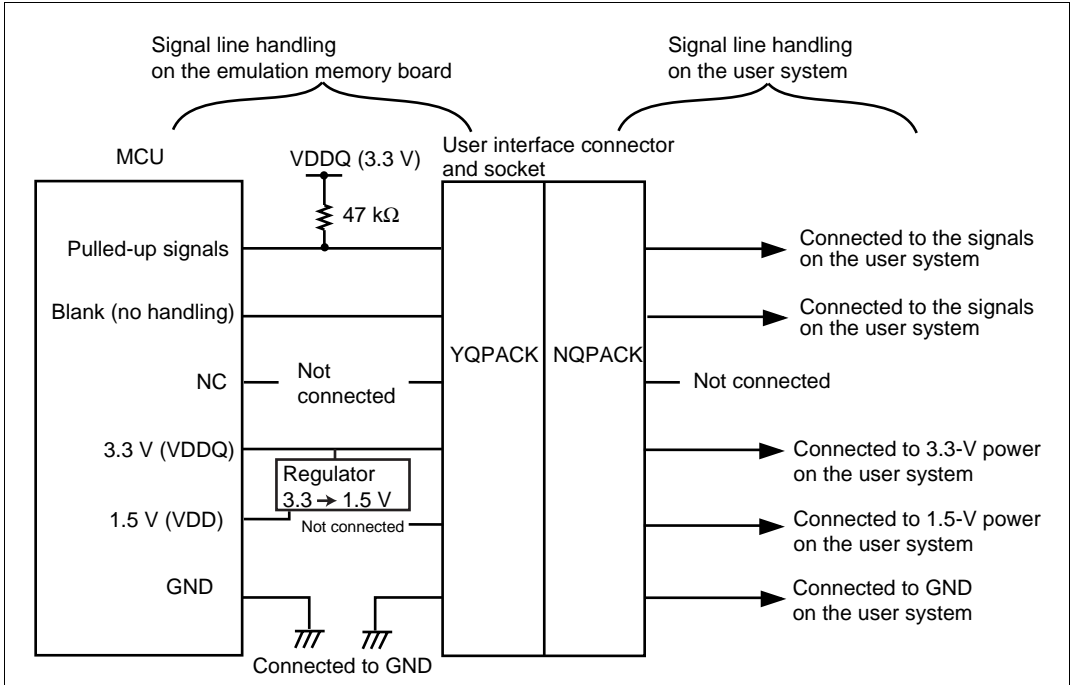 Signal line handling
on the emulation memory board
Signal line handling
on the user system
MCU
VDDQ (3.3 V)
User interface connector
and socket
47 kΩ
Pulled-up signals
Connected to the signals
on the user system
Blank (no handling)
Connected to the signals
on the user system
YQPACK
NQPACK
NC
Not
connected
Not connected
3.3 V (VDDQ)
Regulator
3.3 → 1.5 V
Connected to 3.3-V power
on the user system
1.5 V (VDD)
Not connected
Connected to 1.5-V power
on the user system
GND
Connected to GND
Connected to GND
on the user system